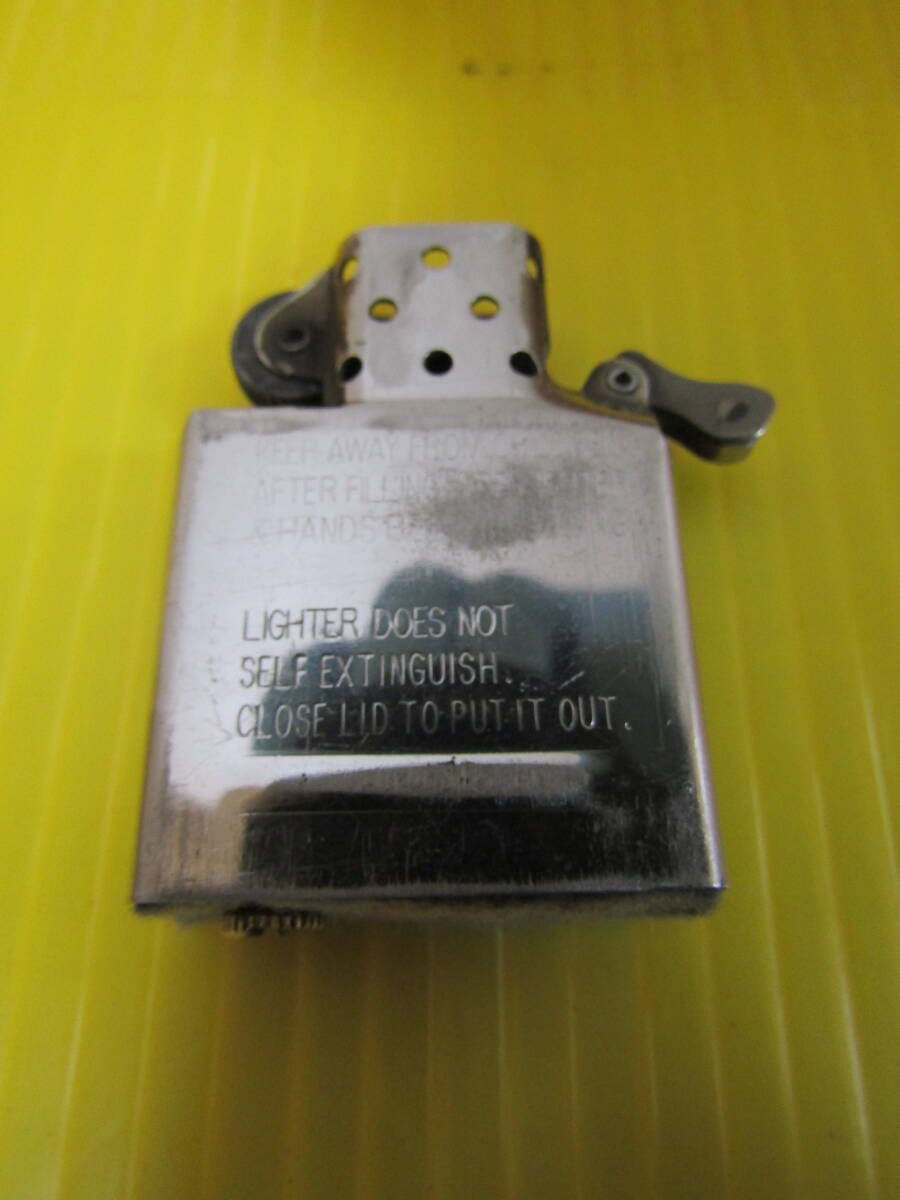 KEEP AWAY FROM
AFTER FILLING
& HANDS
LIGHTER DOES NOT
SELF EXTINGUISH.
CLOSE LID TO PUT IT OUT.